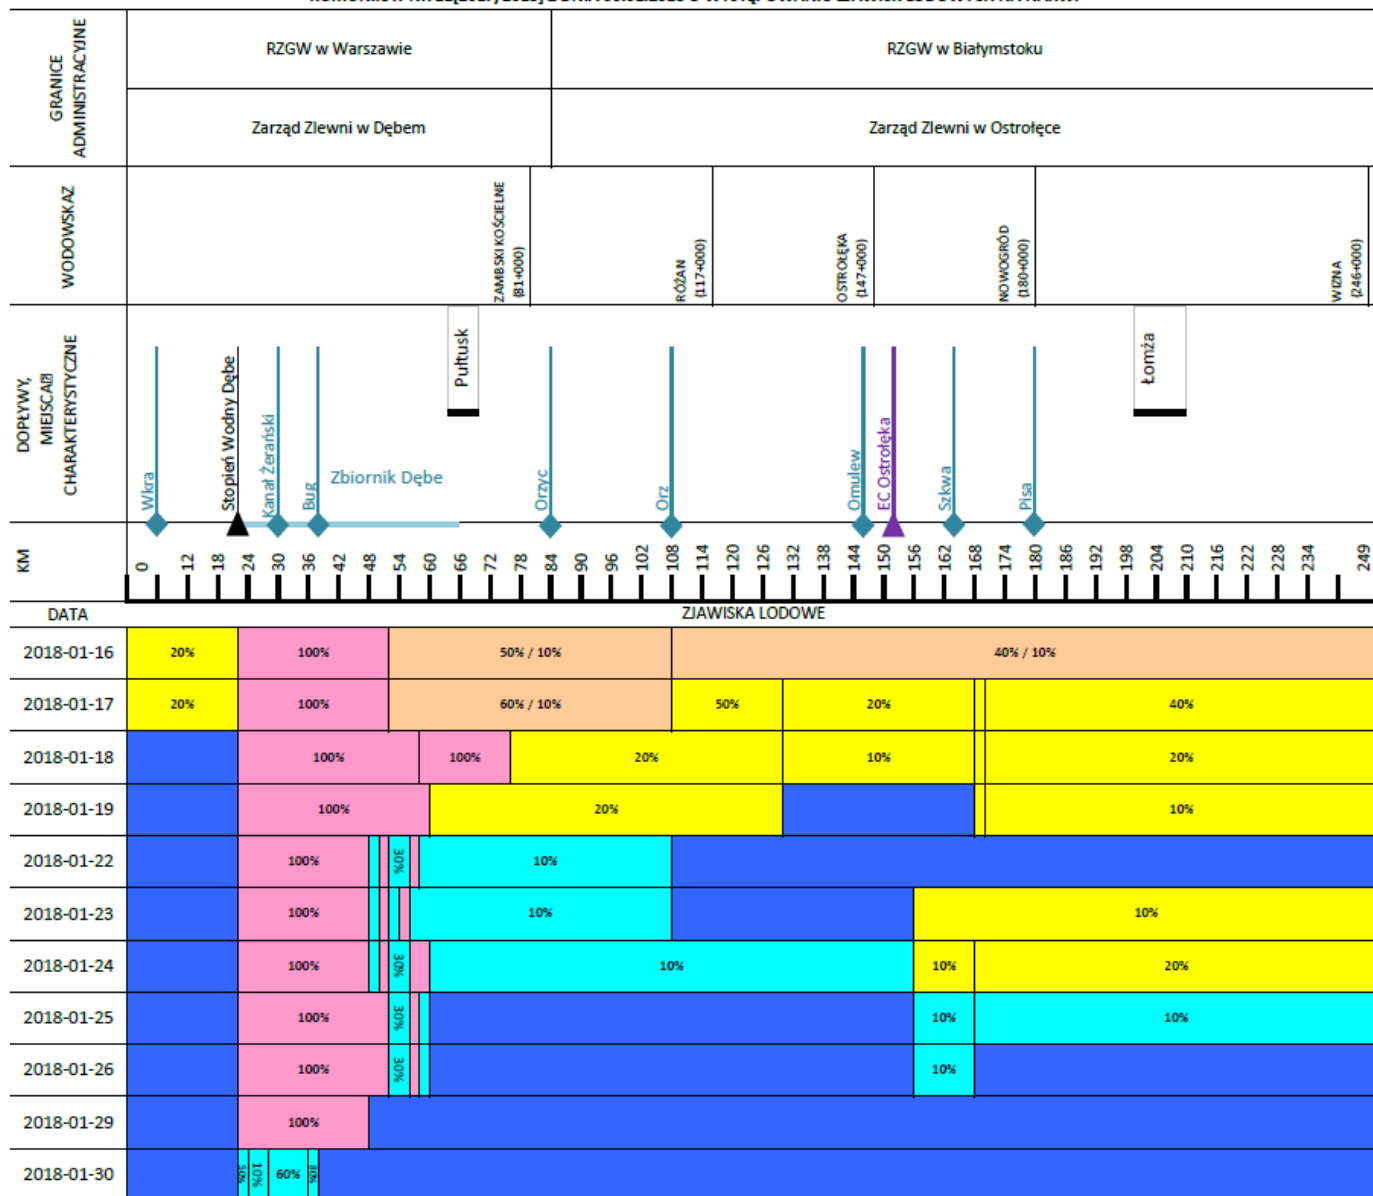 GRANICE
ADMINISTRACYJNE
RZGW w Warszawie
RZGW w Białymstoku
Zarząd Zlewni w Dębem
Zarząd Zlewni w Ostrołęce
WODOWSKAZ
ZAMBSKI KOŚCIELNE
(81+000)
RÓŻAN
(117+000)
OSTROŁĘKA
(147+000)
NOWOGRÓD
(180+000)
WIZNA
(246+000)
DOPŁYWY,
MIEJSCA
CHARAKTERYSTYCZNE
Wkra
Stopień Wodny Dębe
Kanał Żerański
Bug
Zbiornik Dębe
Pułtusk
Orzyc
Orz
Omulew
EC Ostrołęka
Szkwa
Pisa
Łomża
KM
0 12 18 24 30 36 42 48 54 60 66 72 78 84 90 96 102 108 114 120 126 132 138 144 150 156 162 168 174 180 186 192 198 204 210 216 222 228 234 249
DATA ZJAWISKA LODOWE
2018-01-16 20% 100% 50% / 10% 40% / 10%
2018-01-17 20% 100% 60% / 10% 50% 20% 40%
2018-01-18 100% 100% 20% 10% 20%
2018-01-19 100% 20% 10%
2018-01-22 100% 30% 10%
2018-01-23 100% 10% 10%
2018-01-24 100% 30% 10% 10% 20%
2018-01-25 100% 30% 10% 10%
2018-01-26 100% 30% 10%
2018-01-29 100%
2018-01-30 50% 10% 60% 80%